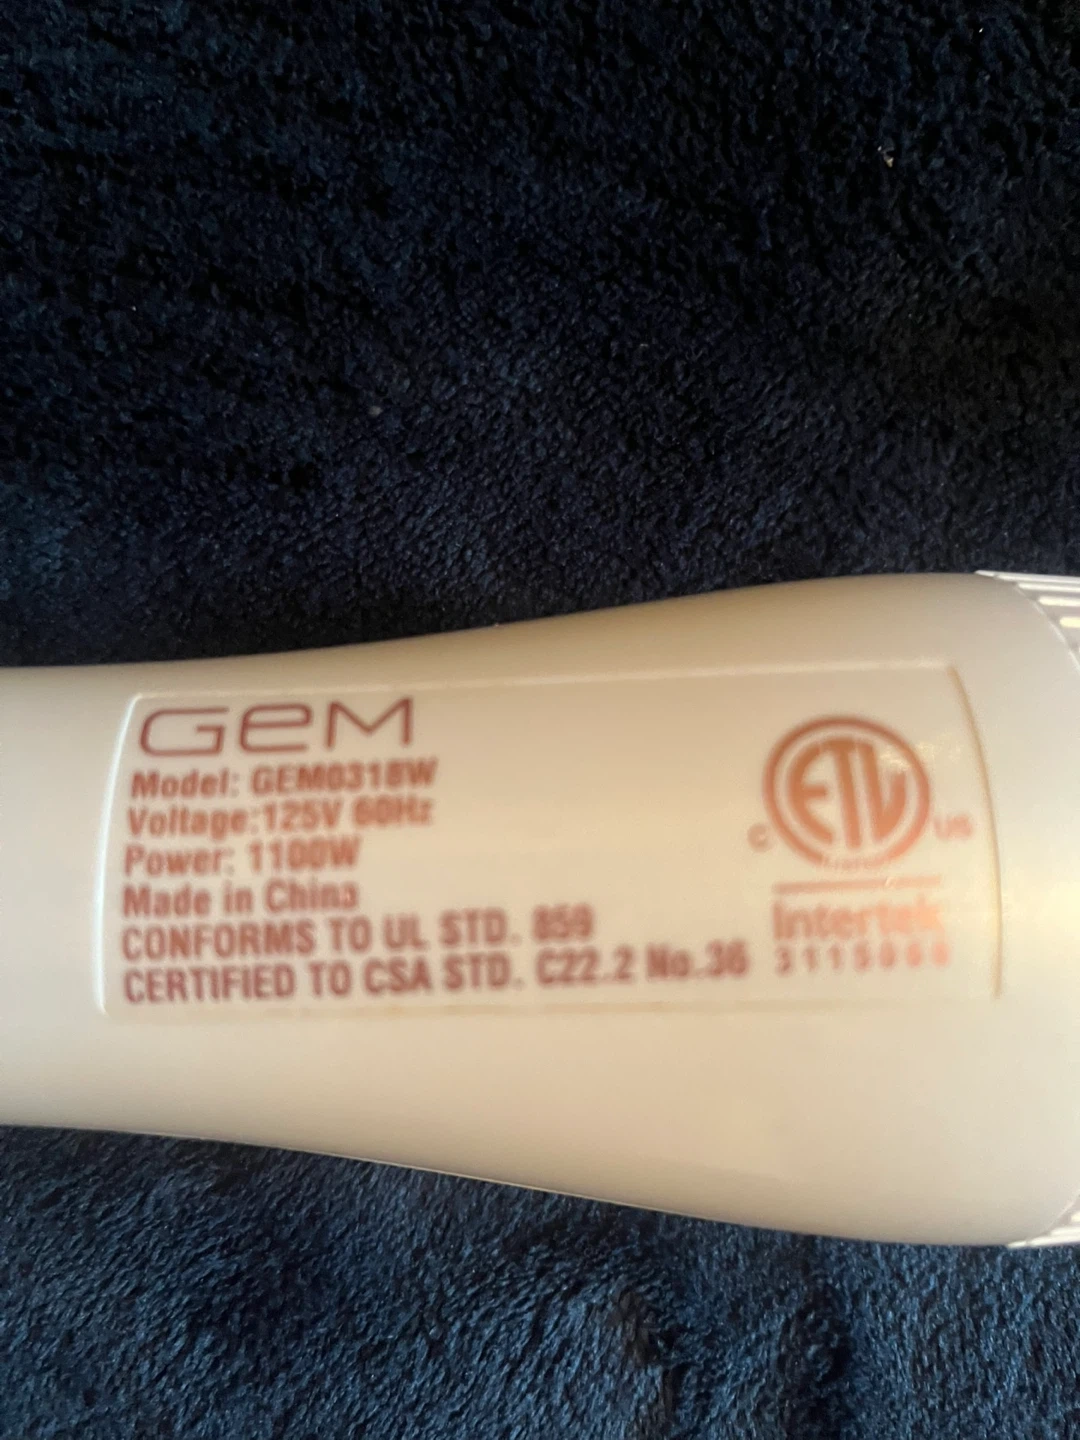 GeM
Model: GEM0318W
Voltage:125V 60Hz
Power: 1100W
Made in China
CONFORMS TO UL STD. 859
CERTIFIED TO CSA STD. C22.2 No.36
ETL
C
US
Intertek